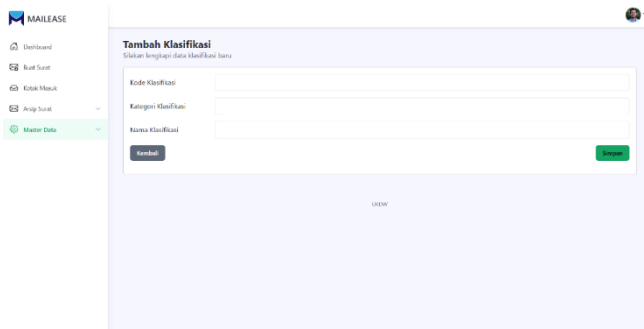 MAILEASE
Dashboard
Buat Surat
Kotak Masuk
Arsip Surat
Master Data
Tambah Klasifikasi
Silakan lengkapi data klasifikasi baru
Kode Klasifikasi
Kategori Klasifikasi
Nama Klasifikasi
Kembali
Simpan
UKDW